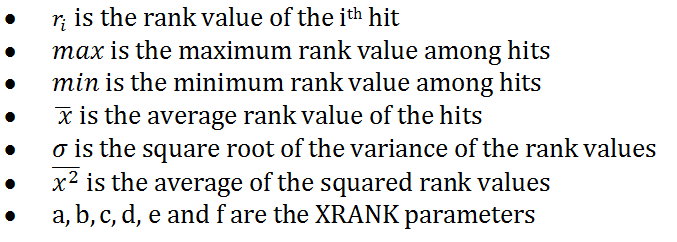 • rᵢ is the rank value of the iᵗʰ hit
• max is the maximum rank value among hits
• min is the minimum rank value among hits
• x̅ is the average rank value of the hits
• σ is the square root of the variance of the rank values
• x̅² is the average of the squared rank values
• a, b, c, d, e and f are the XRANK parameters